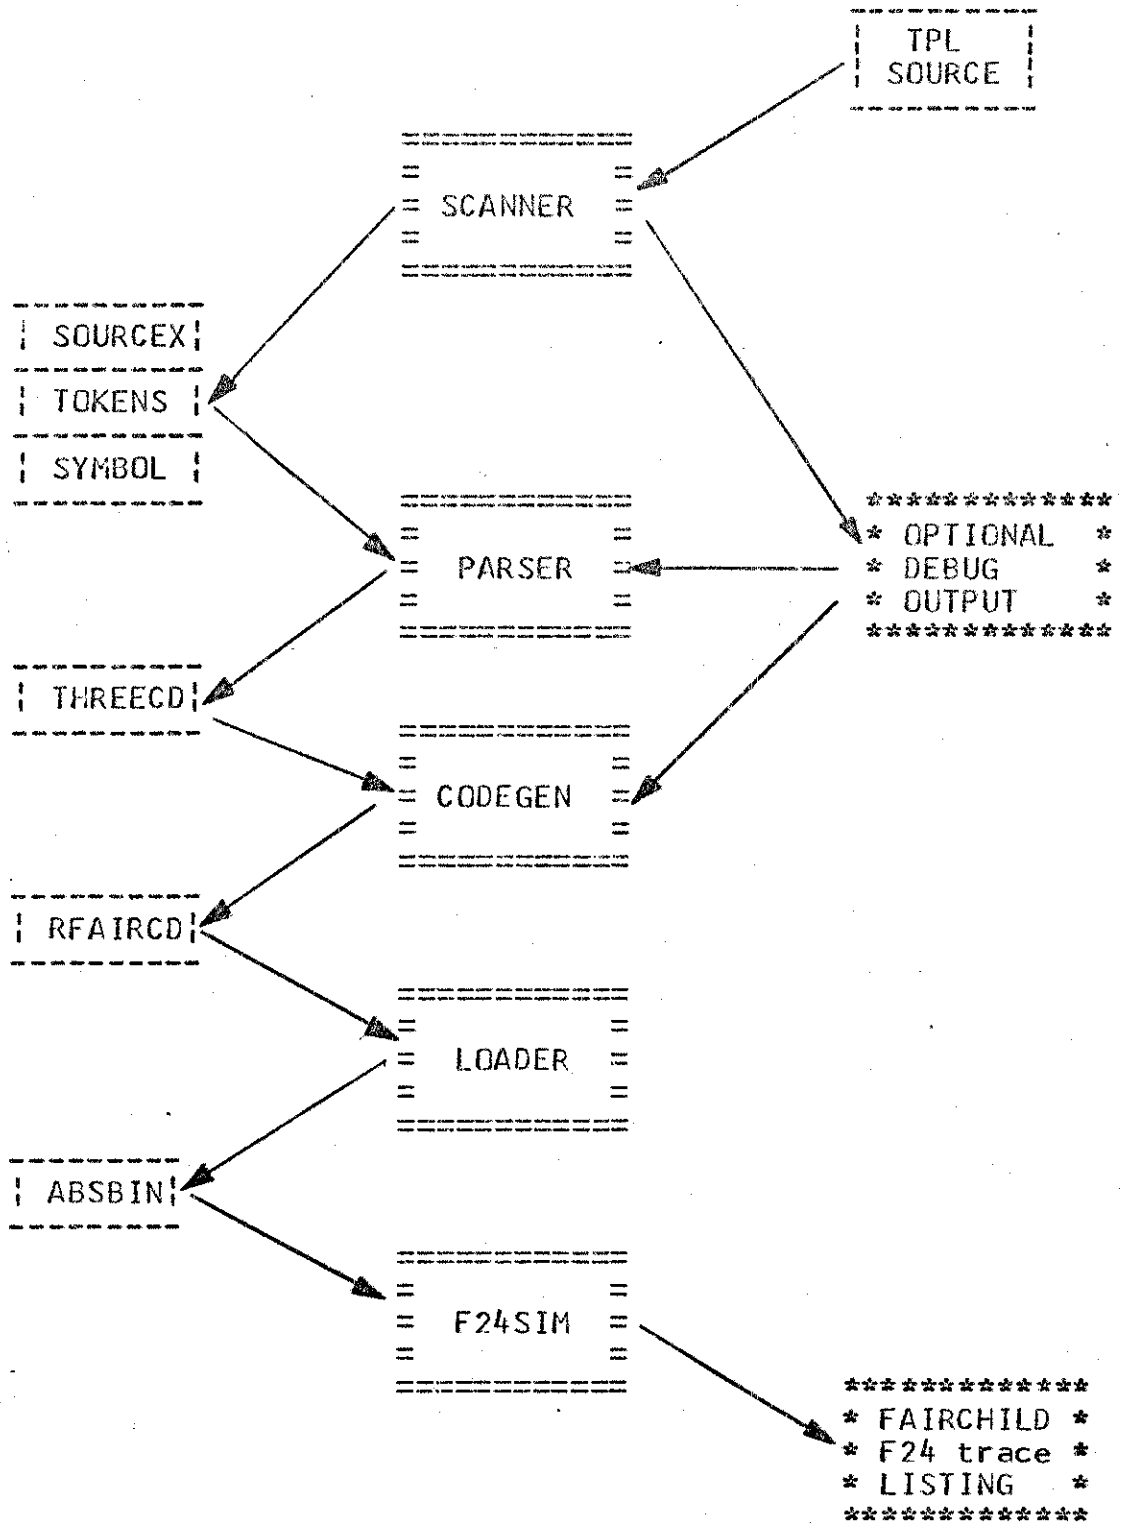 TPL
SOURCE
SCANNER
SOURCEX
TOKENS
SYMBOL
PARSER
OPTIONAL
DEBUG
OUTPUT
THREECD
CODEGEN
RFAIRCD
LOADER
ABSBIN
F24SIM
FAIRCHILD
F24 trace
LISTING